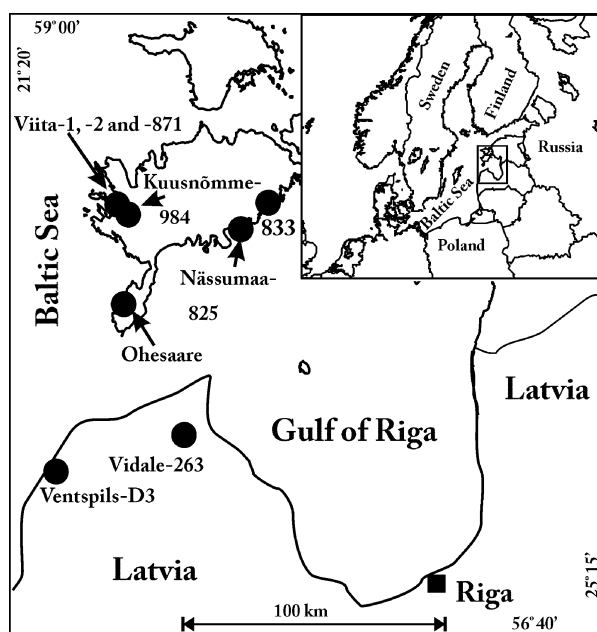 59° 00'
21° 20'
Viita-1, -2 and -871
Kuusnõmme-
984
833
Nässumaa-
825
Ohesaare
Baltic Sea
Sweden
Finland
Russia
Baltic Sea
Poland
Latvia
Gulf of Riga
Vidale-263
Ventspils-D3
Latvia
Riga
25° 15'
100 km
56° 40'